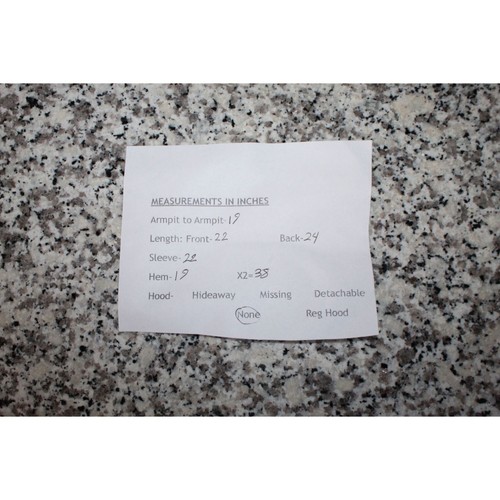 MEASUREMENTS IN INCHES
Armpit to Armpit-19
Length: Front-22 Back-24
Sleeve-22
Hem-19 X2=38
Hood- Hideaway Missing Detachable
None Reg Hood